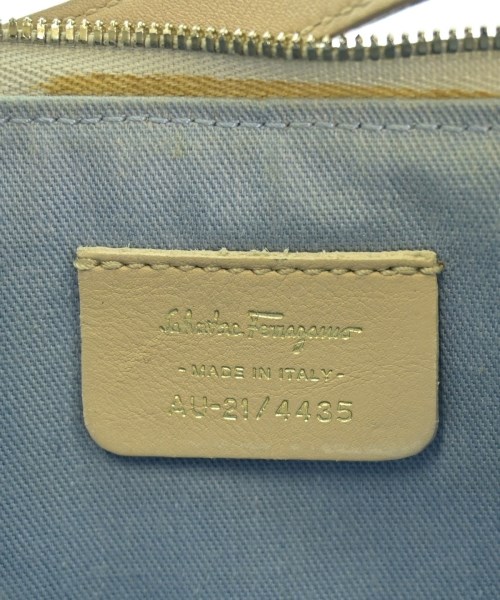 Salvatore Ferragamo
- MADE IN ITALY -
AU-21/4435